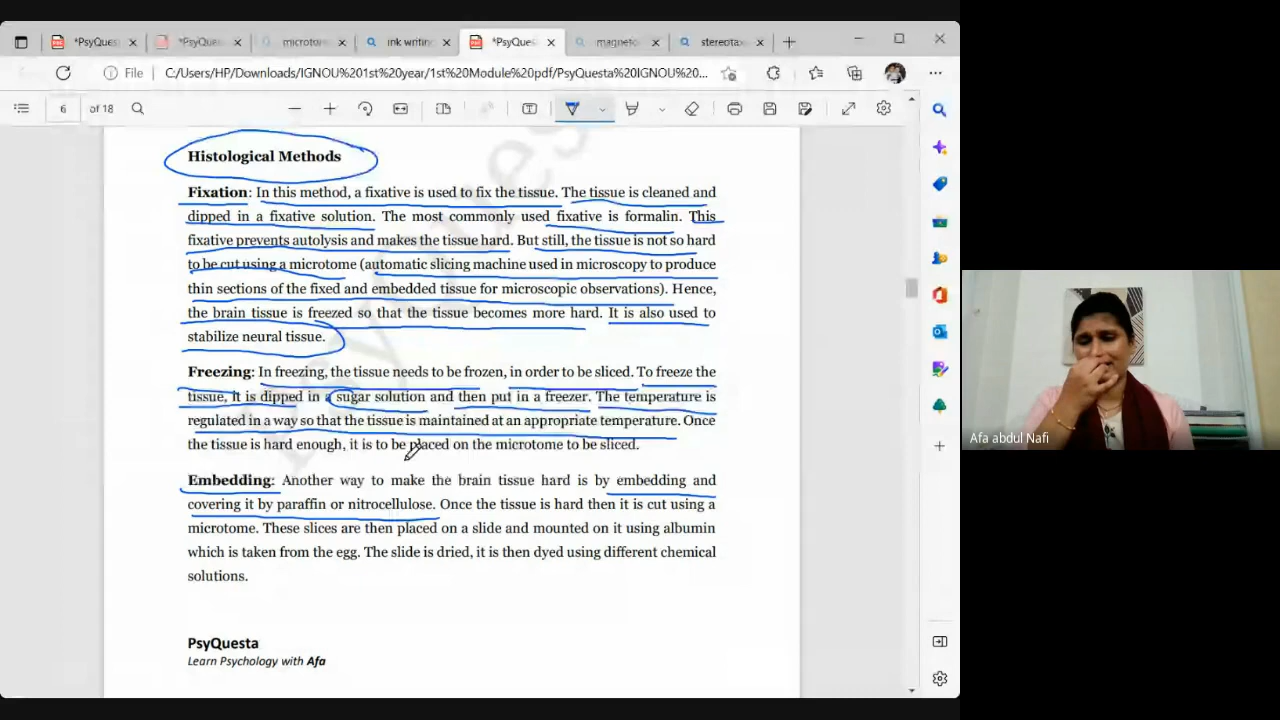 *PsyQues
*PsyQues
microtom
ink writing
*PsyQues
magneto
stereotax
File
C:/Users/HP/Downloads/IGNOU%201st%20year/1st%20Module%20pdf/PsyQuesta%20IGNOU%20...
6 of 18
Histological Methods
Fixation: In this method, a fixative is used to fix the tissue. The tissue is cleaned and
dipped in a fixative solution. The most commonly used fixative is formalin. This
fixative prevents autolysis and makes the tissue hard. But still, the tissue is not so hard
to be cut using a microtome (automatic slicing machine used in microscopy to produce
thin sections of the fixed and embedded tissue for microscopic observations). Hence,
the brain tissue is freezed so that the tissue becomes more hard. It is also used to
stabilize neural tissue.
Freezing: In freezing, the tissue needs to be frozen, in order to be sliced. To freeze the
tissue, it is dipped in a sugar solution and then put in a freezer. The temperature is
regulated in a way so that the tissue is maintained at an appropriate temperature. Once
the tissue is hard enough, it is to be placed on the microtome to be sliced.
Embedding: Another way to make the brain tissue hard is by embedding and
covering it by paraffin or nitrocellulose. Once the tissue is hard then it is cut using a
microtome. These slices are then placed on a slide and mounted on it using albumin
which is taken from the egg. The slide is dried, it is then dyed using different chemical
solutions.
PsyQuesta
Learn Psychology with Afa
Afa abdul Nafi